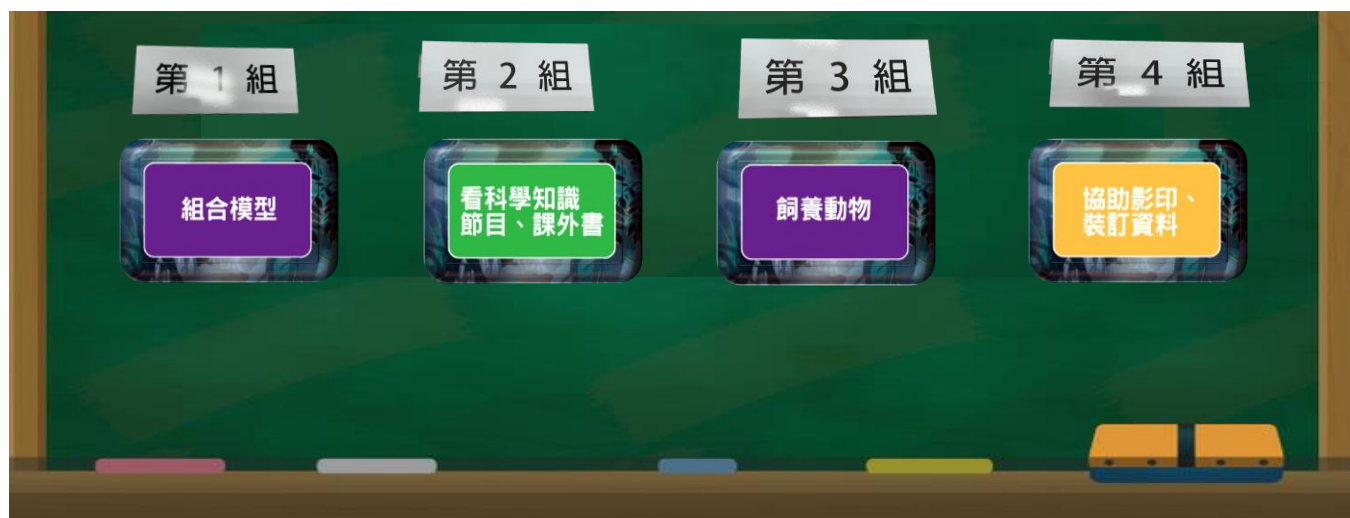 第 1 組
第 2 組
第 3 組
第 4 組
組合模型
看科學知識
節目、課外書
飼養動物
協助影印、
裝訂資料